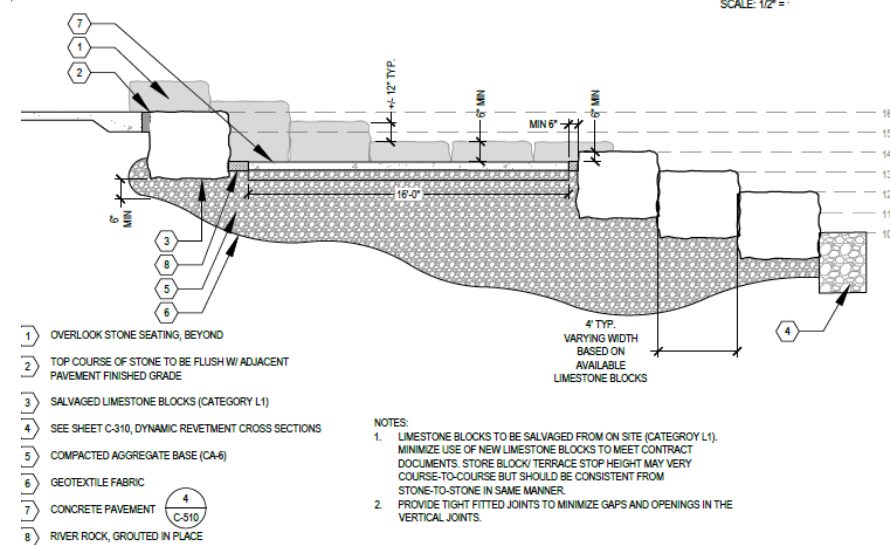 SCALE: 1/2" =
7
1
2
+/- 12" TYP.
6" MIN
MIN 6"
6" MIN
16
15
14
13
12
11
10
16'-0"
6"
MIN
3
8
5
6
4
4' TYP.
VARYING WIDTH
BASED ON
AVAILABLE
LIMESTONE BLOCKS
1 OVERLOOK STONE SEATING, BEYOND
2 TOP COURSE OF STONE TO BE FLUSH W/ ADJACENT
PAVEMENT FINISHED GRADE
3 SALVAGED LIMESTONE BLOCKS (CATEGORY L1)
4 SEE SHEET C-310, DYNAMIC REVETMENT CROSS SECTIONS
5 COMPACTED AGGREGATE BASE (CA-6)
6 GEOTEXTILE FABRIC
7 CONCRETE PAVEMENT
4
C-510
8 RIVER ROCK, GROUTED IN PLACE
NOTES:
1. LIMESTONE BLOCKS TO BE SALVAGED FROM ON SITE (CATEGROY L1).
MINIMIZE USE OF NEW LIMESTONE BLOCKS TO MEET CONTRACT
DOCUMENTS. STORE BLOCK/ TERRACE STOP HEIGHT MAY VERY
COURSE-TO-COURSE BUT SHOULD BE CONSISTENT FROM
STONE-TO-STONE IN SAME MANNER.
2. PROVIDE TIGHT FITTED JOINTS TO MINIMIZE GAPS AND OPENINGS IN THE
VERTICAL JOINTS.